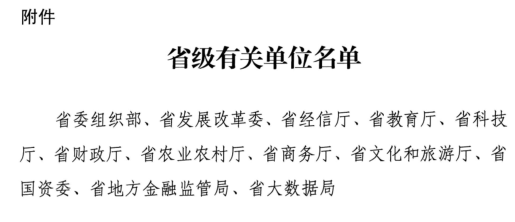 附件
省级有关单位名单
省委组织部、省发展改革委、省经信厅、省教育厅、省科技
厅、省财政厅、省农业农村厅、省商务厅、省文化和旅游厅、省
国资委、省地方金融监管局、省大数据局